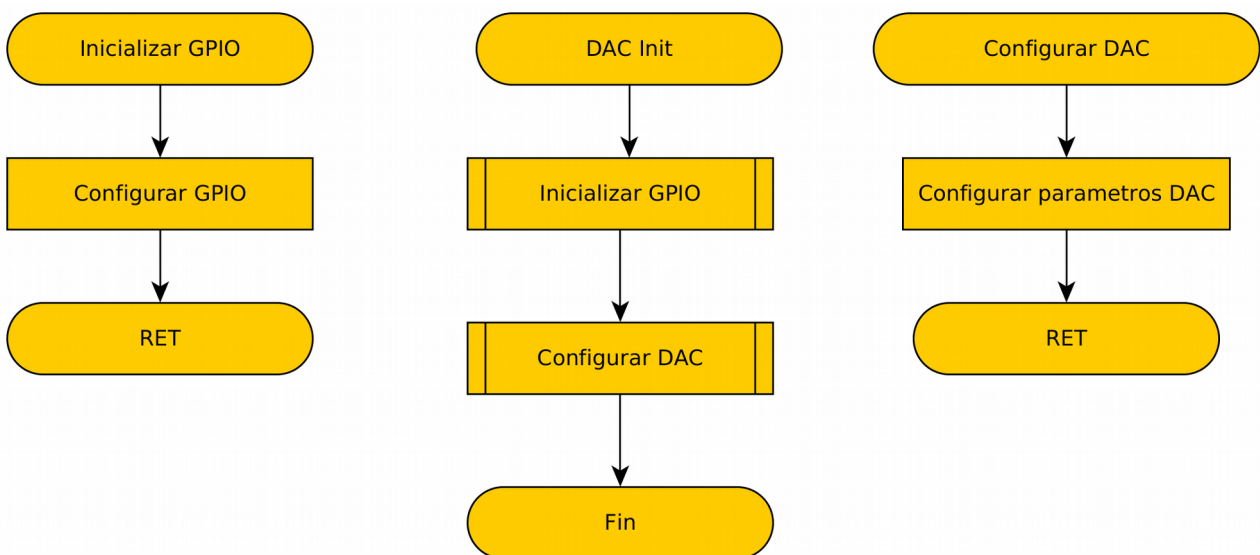 Inicializar GPIO
Configurar GPIO
RET
DAC Init
Inicializar GPIO
Configurar DAC
Fin
Configurar DAC
Configurar parametros DAC
RET